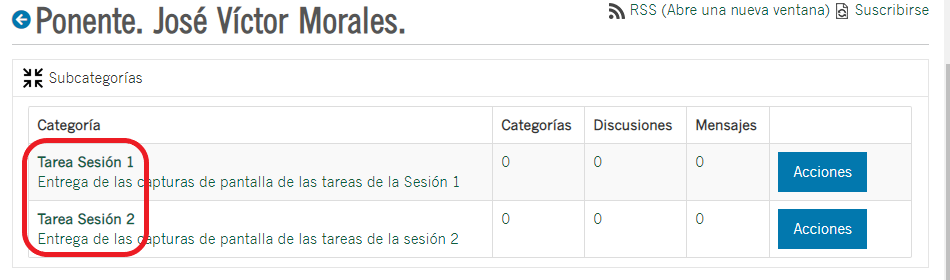 Ponente. José Víctor Morales.
RSS (Abre una nueva ventana) Suscribirse
Subcategorías
Categoría Categorías Discusiones Mensajes
Tarea Sesión 1 0 0 0 Acciones
Entrega de las capturas de pantalla de las tareas de la Sesión 1
Tarea Sesión 2 0 0 0 Acciones
Entrega de las capturas de pantalla de las tareas de la sesión 2